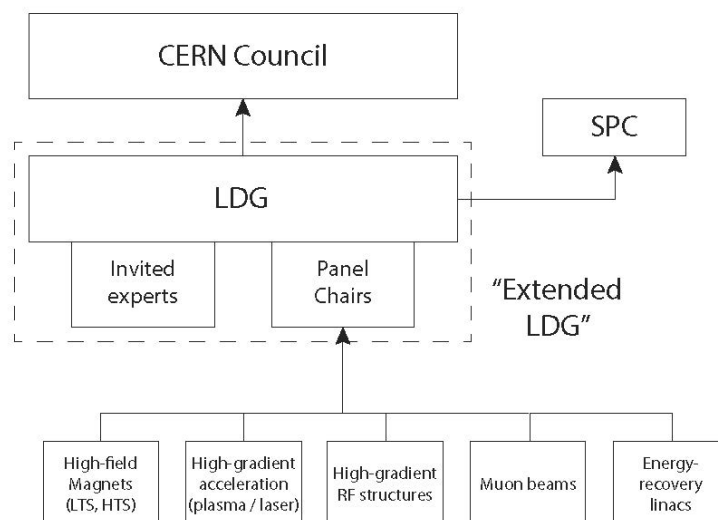 CERN Council
SPC
LDG
Invited
experts
Panel
Chairs
“Extended
LDG”
High-field
Magnets
(LTS, HTS)
High-gradient
acceleration
(plasma / laser)
High-gradient
RF structures
Muon beams
Energy-
recovery
linacs